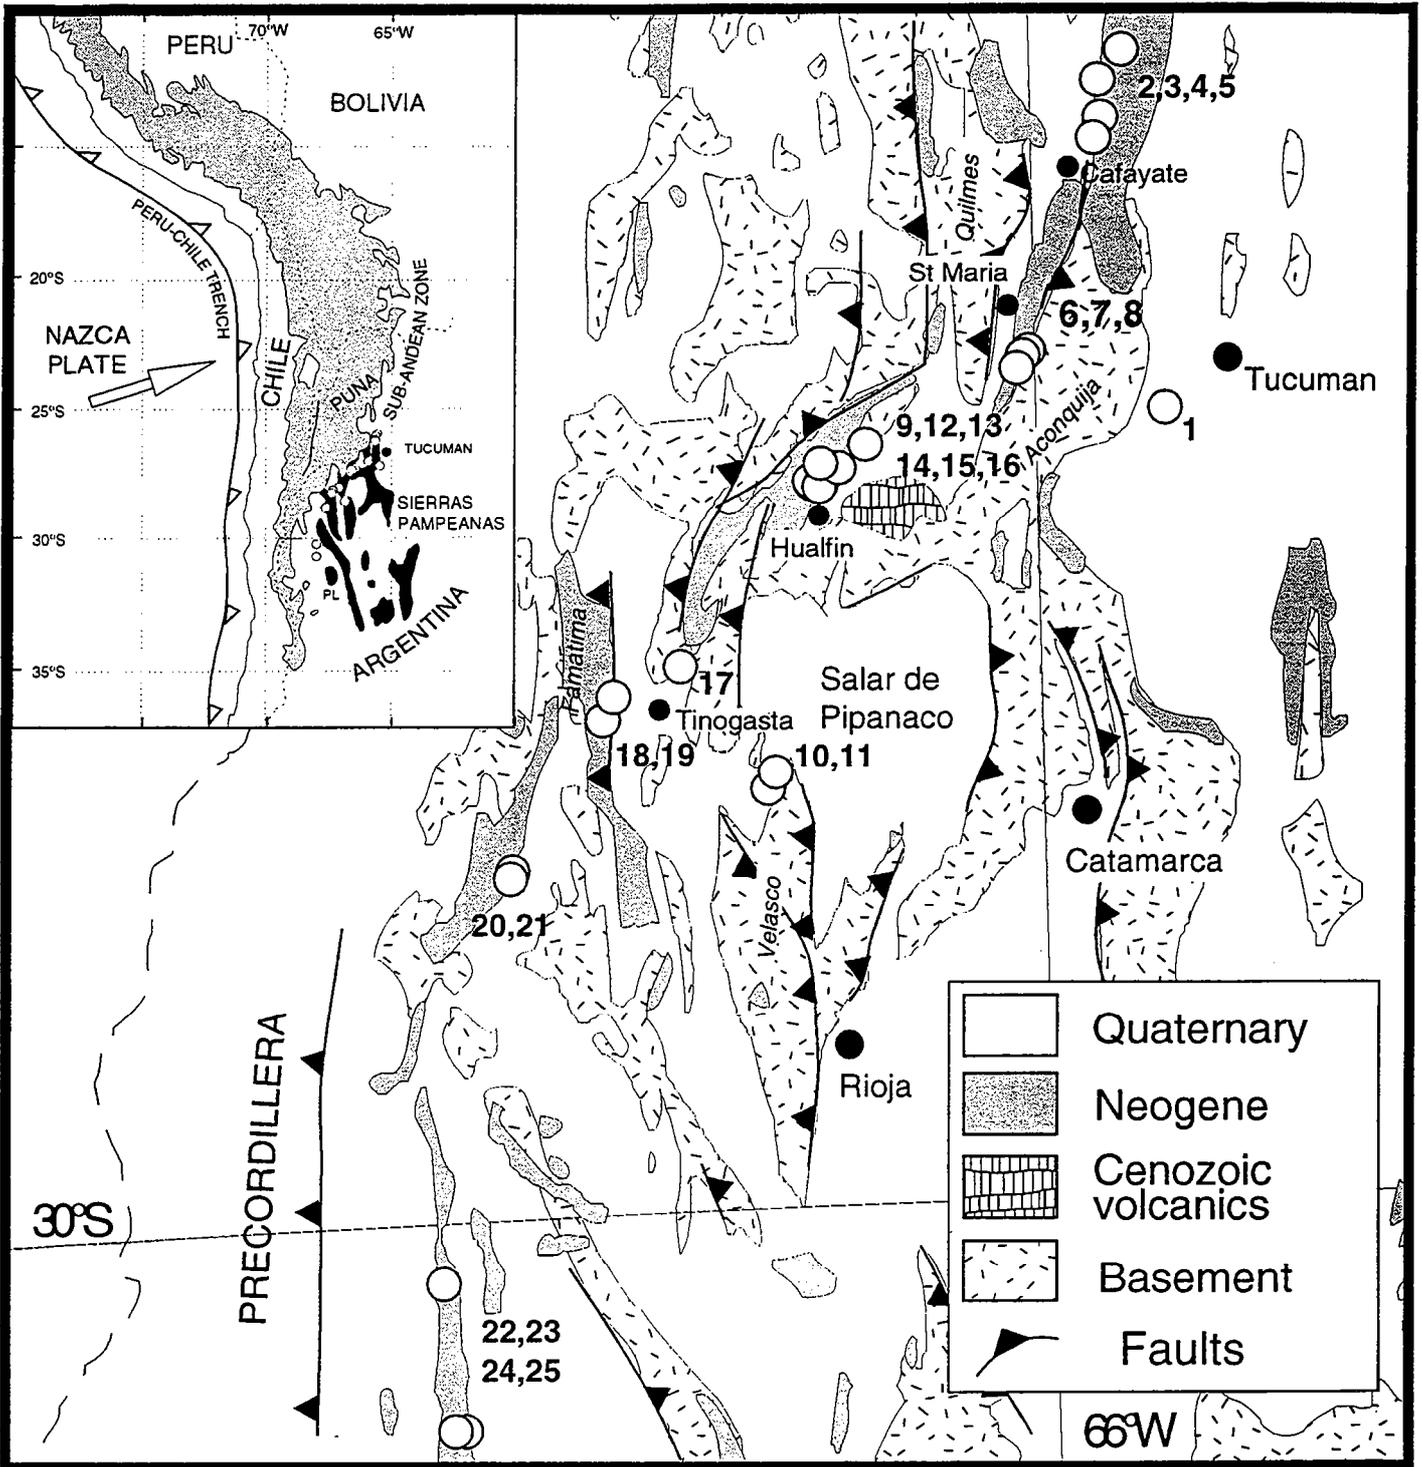 70°W
65°W
PERU
BOLIVIA
PERU-CHILE TRENCH
20°S
NAZCA
PLATE
CHILE
PUNA
SUB-ANDEAN ZONE
25°S
TUCUMAN
SIERRAS
PAMPEANAS
30°S
PL
ARGENTINA
35°S
2,3,4,5
Cafayate
Quilmes
St Maria
6,7,8
Tucuman
1
Aconquija
9,12,13
14,15,16
Hualfin
Famatima
17
Tinogasta
Salar de
Pipanaco
18,19
10,11
Catamarca
20,21
Velasco
Rioja
PRECORDILLERA
30°S
22,23
24,25
Quaternary
Neogene
Cenozoic
volcanics
Basement
Faults
66°W